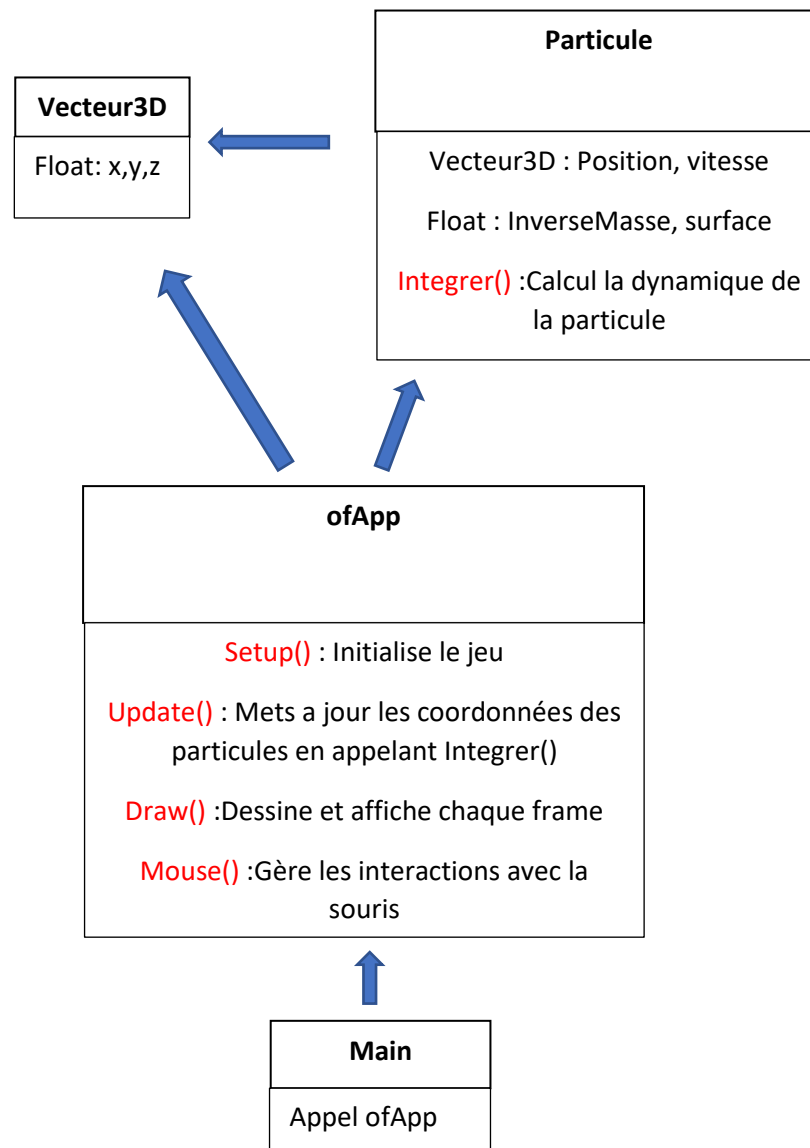 Particule
Vecteur3D
Float: x,y,z
Vecteur3D : Position, vitesse
Float : InverseMasse, surface
Integrer() :Calcul la dynamique de
la particule
ofApp
Setup() : Initialise le jeu
Update() : Mets a jour les coordonnées des
particules en appelant Integrer()
Draw() :Dessine et affiche chaque frame
Mouse() :Gère les interactions avec la
souris
Main
Appel ofApp